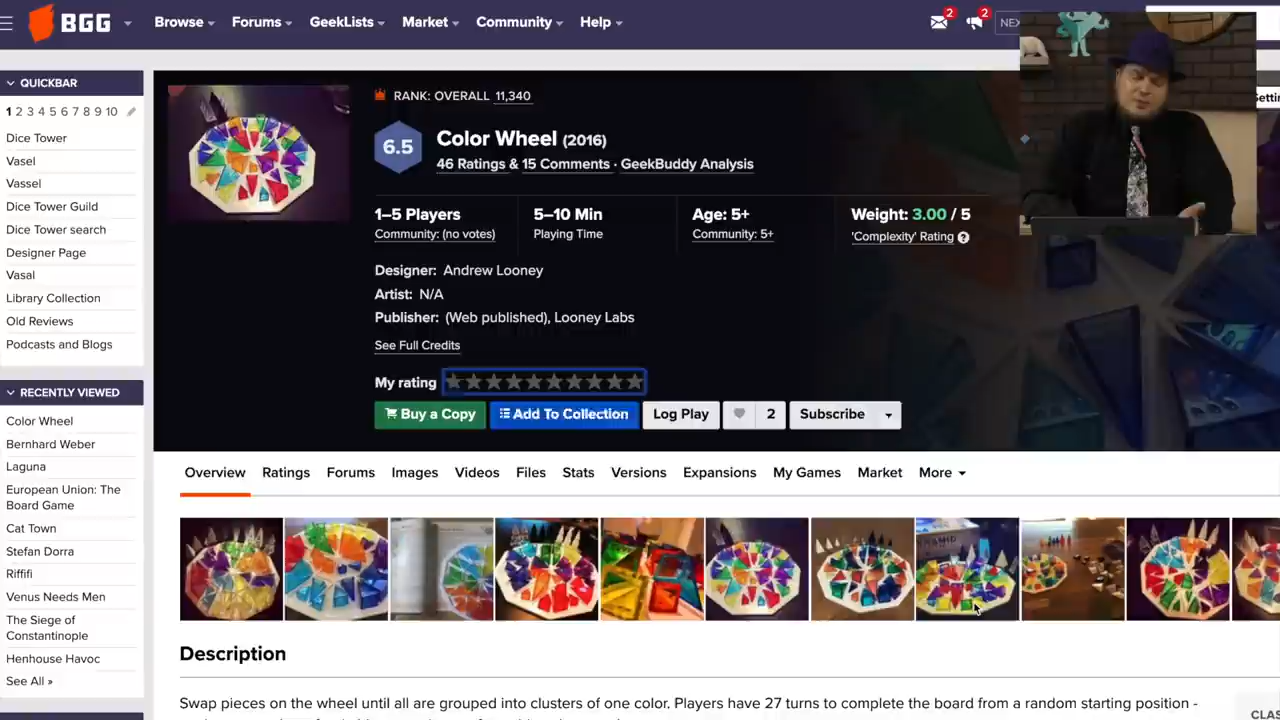 BGG
Browse
Forums
GeekLists
Market
Community
Help
2
2
QUICKBAR
1 2 3 4 5 6 7 8 9 10
Dice Tower
Vasel
Vassel
Dice Tower Guild
Dice Tower search
Designer Page
Vasal
Library Collection
Old Reviews
Podcasts and Blogs
RECENTLY VIEWED
Color Wheel
Bernhard Weber
Laguna
European Union: The
Board Game
Cat Town
Stefan Dorra
Riffifi
Venus Needs Men
The Siege of
Constantinople
Henhouse Havoc
See All »
RANK: OVERALL 11,340
6.5
Color Wheel (2016)
46 Ratings & 15 Comments · GeekBuddy Analysis
1–5 Players
Community: (no votes)
5–10 Min
Playing Time
Age: 5+
Community: 5+
Weight: 3.00 / 5
'Complexity' Rating ?
Designer: Andrew Looney
Artist: N/A
Publisher: (Web published), Looney Labs
See Full Credits
My rating
Buy a Copy
Add To Collection
Log Play
2
Subscribe
Overview
Ratings
Forums
Images
Videos
Files
Stats
Versions
Expansions
My Games
Market
More
Description
Swap pieces on the wheel until all are grouped into clusters of one color. Players have 27 turns to complete the board from a random starting position -